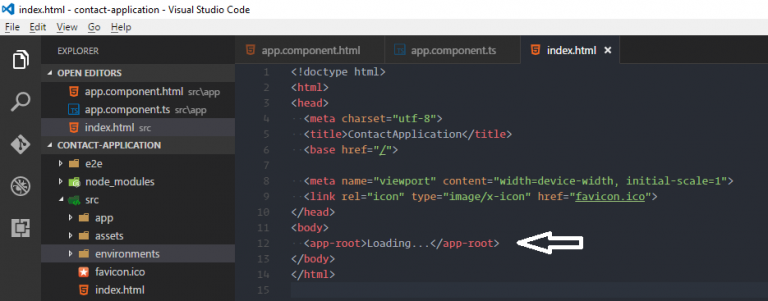 index.html - contact-application - Visual Studio Code
File Edit View Go Help
EXPLORER
OPEN EDITORS
app.component.html src\app
app.component.ts src\app
index.html src
CONTACT-APPLICATION
e2e
node_modules
src
app
assets
environments
favicon.ico
index.html
app.component.html app.component.ts index.html
1 <!doctype html>
2 <html>
3 <head>
4 <meta charset="utf-8">
5 <title>ContactApplication</title>
6 <base href="/">
7
8 <meta name="viewport" content="width=device-width, initial-scale=1">
9 <link rel="icon" type="image/x-icon" href="favicon.ico">
10 </head>
11 <body>
12 <app-root>Loading...</app-root>
13 </body>
14 </html>
15